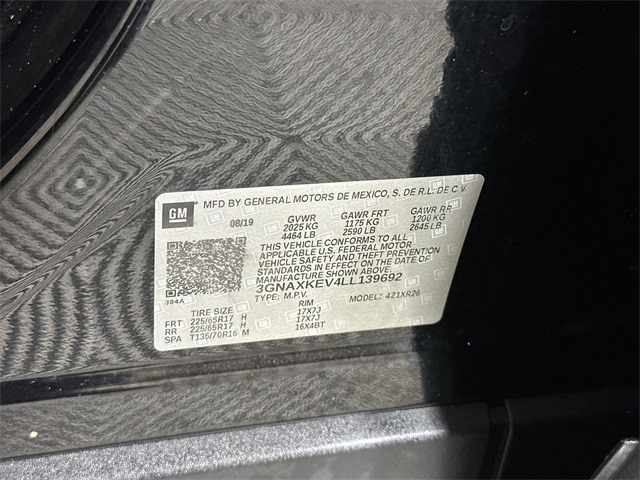 MFD BY GENERAL MOTORS DE MEXICO, S. DE R.L. DE C.V.
GM
08/19 GVWR GAWR FRT GAWR RR
2025 KG 1175 KG 1200 KG
4464 LB 2590 LB 2645 LB
THIS VEHICLE CONFORMS TO ALL
APPLICABLE U.S. FEDERAL MOTOR
VEHICLE SAFETY AND THEFT PREVENTION
STANDARDS IN EFFECT ON THE DATE OF
MANUFACTURE SHOWN ABOVE.
384A 3GNAXKEV4LL139692
TYPE: M.P.V. MODEL: 421XR26
TIRE SIZE RIM
FRT 225/65R17 H 17X7J
RR 225/65R17 H 17X7J
SPA T135/70R16 M 16X4BT